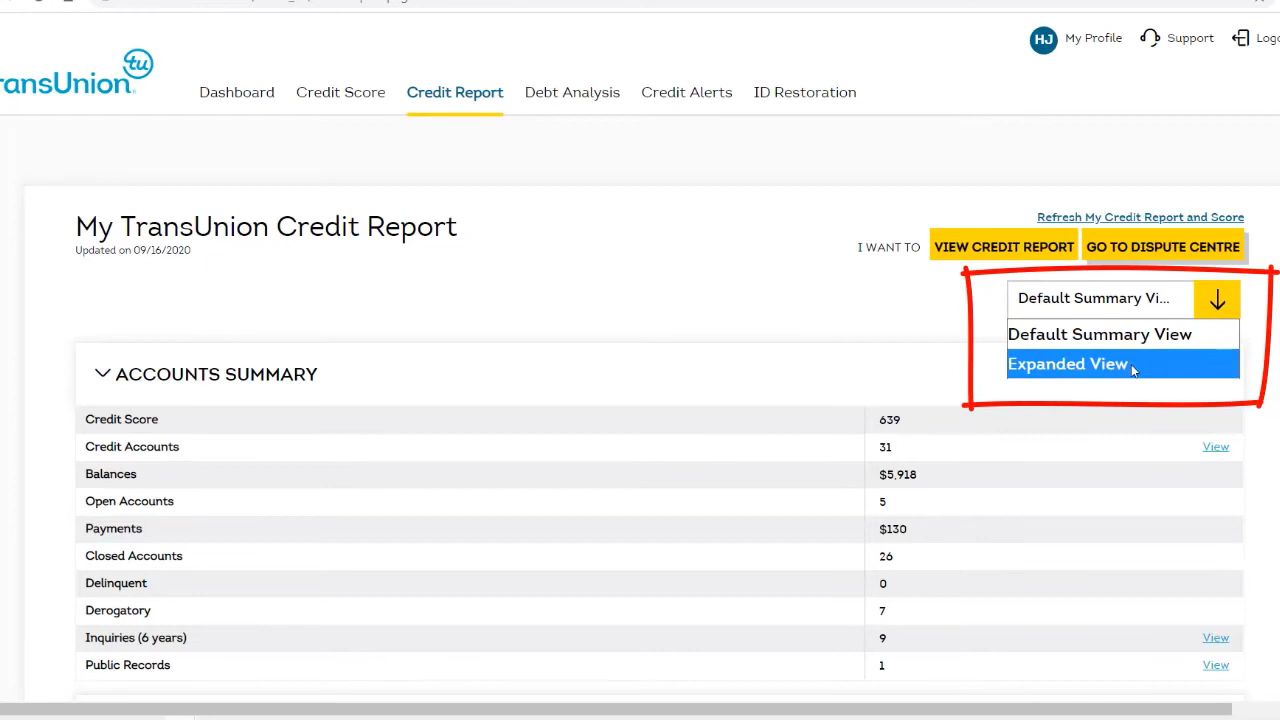 HJ My Profile Support Logo
tu
ransUnion
Dashboard Credit Score Credit Report Debt Analysis Credit Alerts ID Restoration
My TransUnion Credit Report
Updated on 09/16/2020
Refresh My Credit Report and Score
I WANT TO VIEW CREDIT REPORT GO TO DISPUTE CENTRE
Default Summary Vi...
Default Summary View
Expanded View
ACCOUNTS SUMMARY
Credit Score 639
Credit Accounts 31 View
Balances $5,918
Open Accounts 5
Payments $130
Closed Accounts 26
Delinquent 0
Derogatory 7
Inquiries (6 years) 9 View
Public Records 1 View